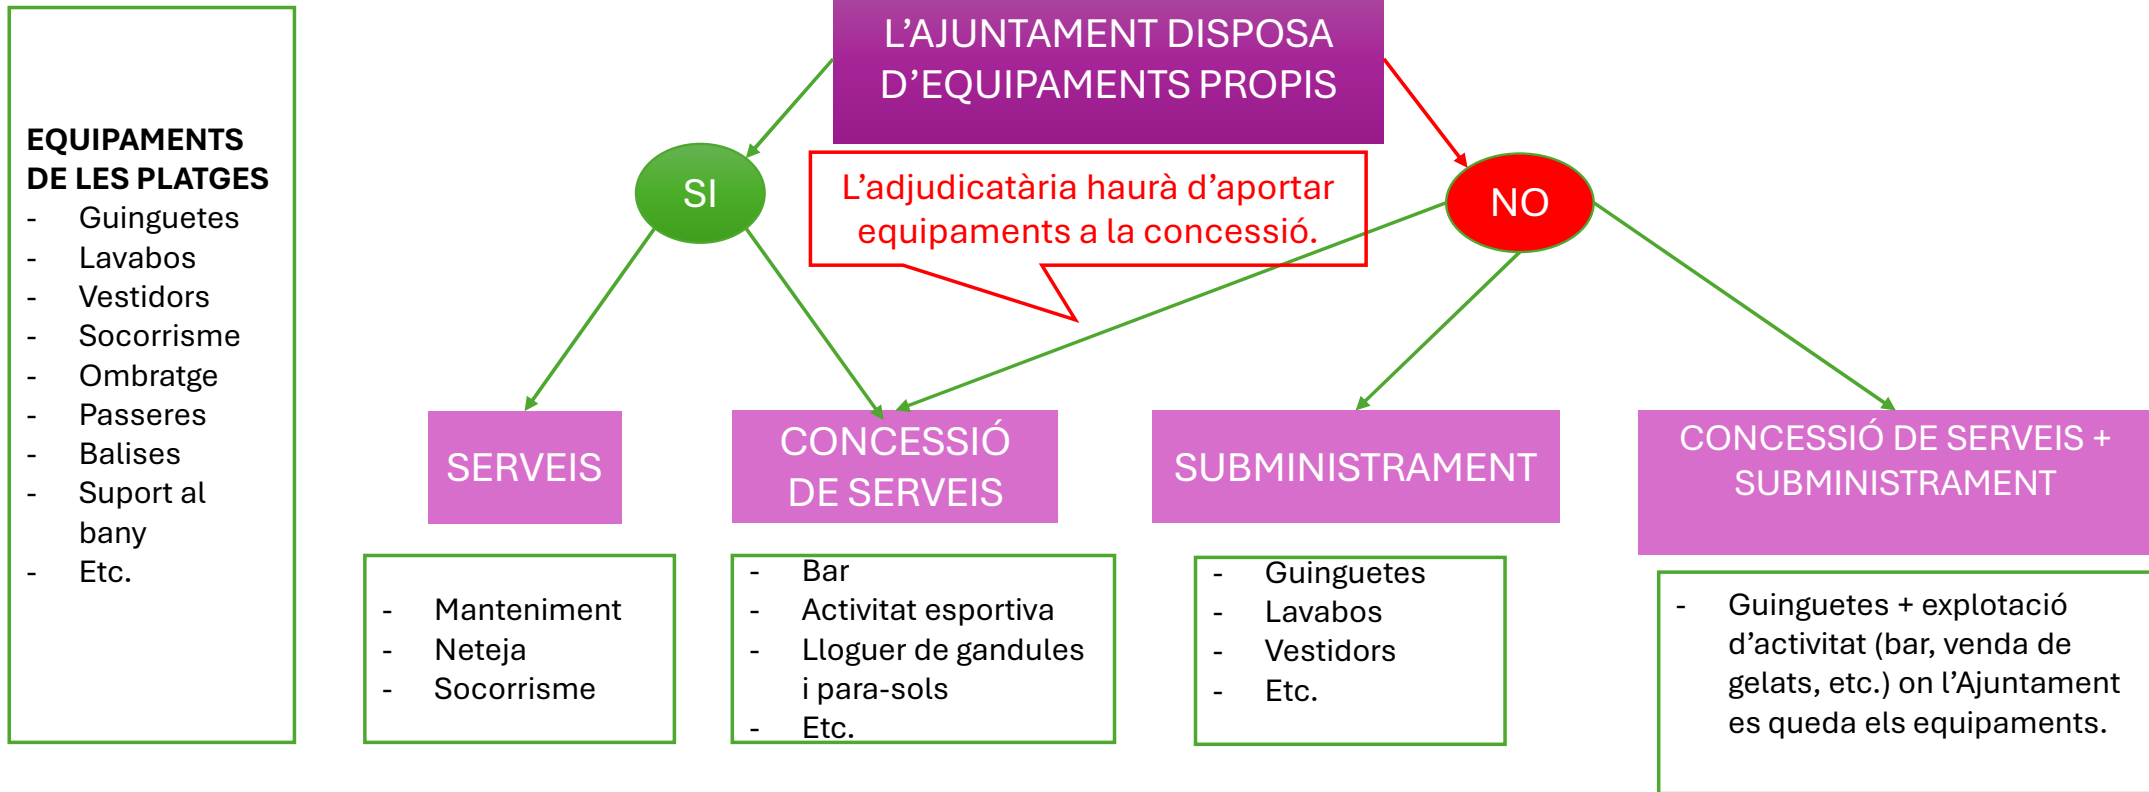 L’AJUNTAMENT DISPOSA
D’EQUIPAMENTS PROPIS
EQUIPAMENTS
DE LES PLATGES
- Guinguetes
- Lavabos
- Vestidors
- Socorrisme
- Ombratge
- Passeres
- Balises
- Suport al
bany
- Etc.
SI
L’adjudicatària haurà d’aportar
equipaments a la concessió.
NO
SERVEIS
- Manteniment
- Neteja
- Socorrisme
CONCESSIÓ
DE SERVEIS
- Bar
- Activitat esportiva
- Lloguer de gandules
i para-sols
- Etc.
SUBMINISTRAMENT
- Guinguetes
- Lavabos
- Vestidors
- Etc.
CONCESSIÓ DE SERVEIS +
SUBMINISTRAMENT
- Guinguetes + explotació
d’activitat (bar, venda de
gelats, etc.) on l’Ajuntament
es queda els equipaments.